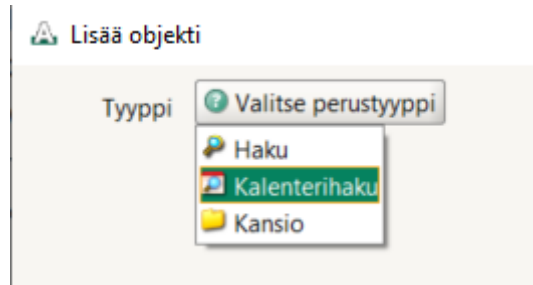 Lisää objekti
Tyyppi Valitse perustyyppi
Haku
Kalenterihaku
Kansio